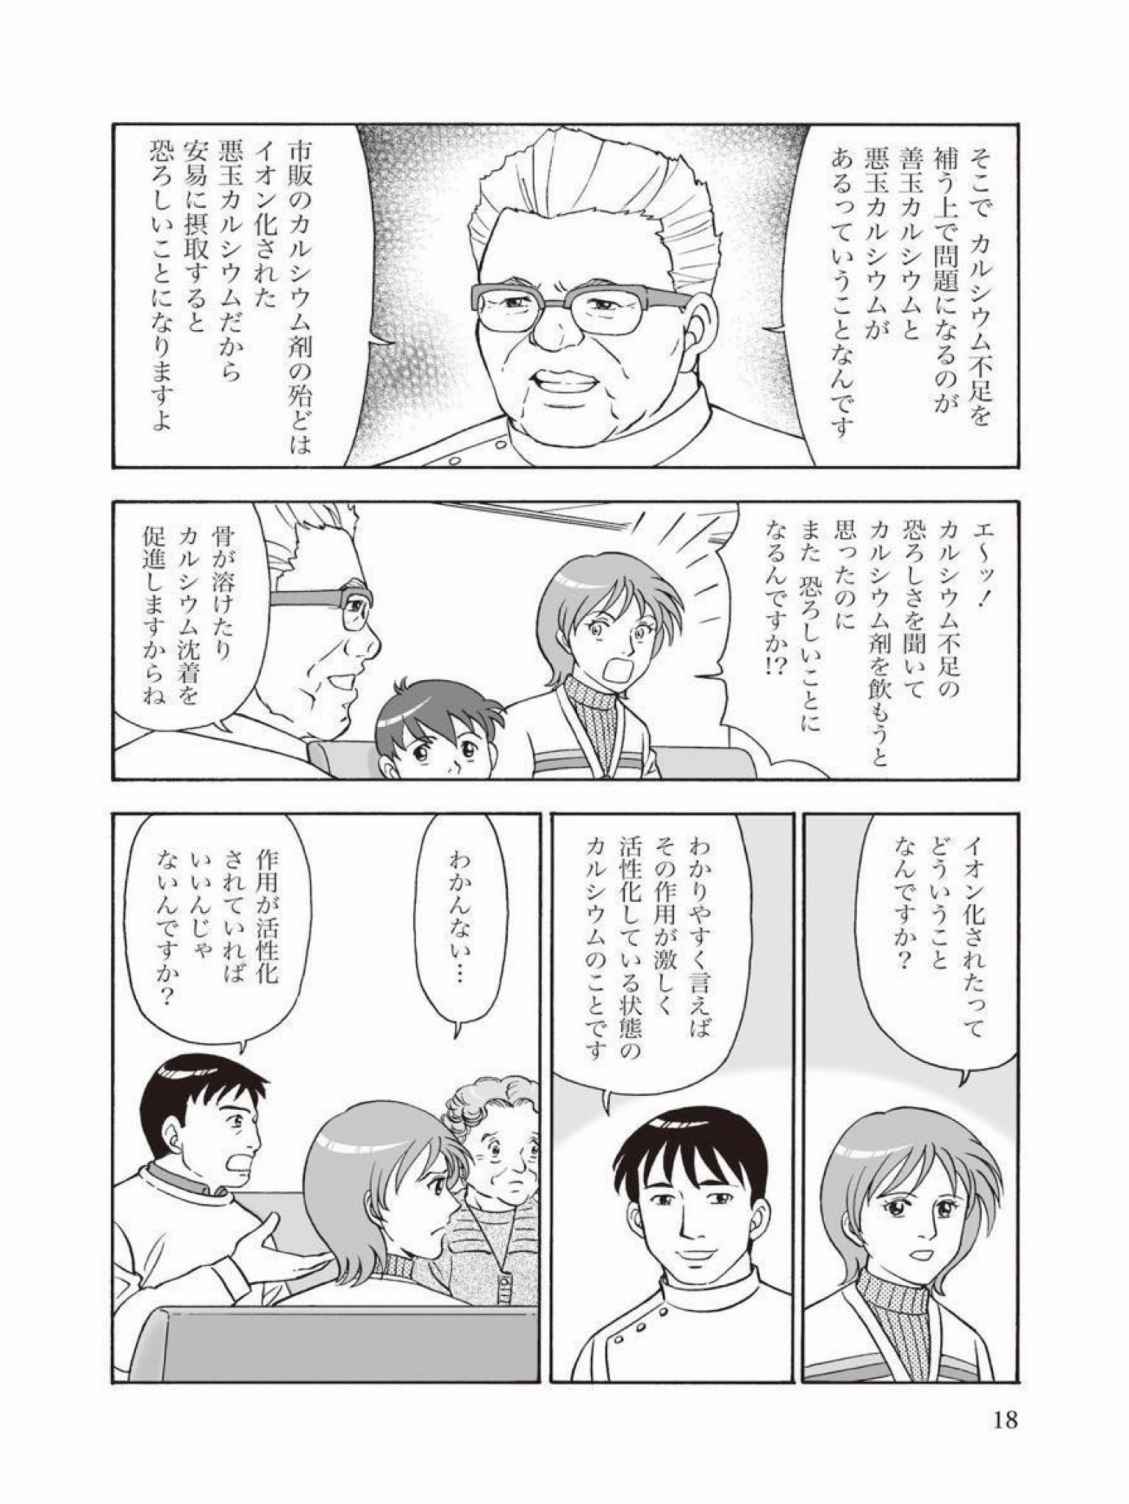 そこで カルシウム不足を
補う上で問題になるのが
善玉カルシウムと
悪玉カルシウムが
あるっていうことなんです
市販のカルシウム剤の殆どは
イオン化された
悪玉カルシウムだから
安易に摂取すると
恐ろしいことになりますよ
エ～ッ！
カルシウム不足の
恐ろしさを聞いて
カルシウム剤を飲もうと
思ったのに
また 恐ろしいことに
なるんですか!?
骨が溶けたり
カルシウム沈着を
促進しますからね
イオン化されたって
どういうこと
なんですか？
わかりやすく言えば
その作用が激しく
活性化している状態の
カルシウムのことです
わかんない…
作用が活性化
されていれば
いいんじゃ
ないんですか？
18